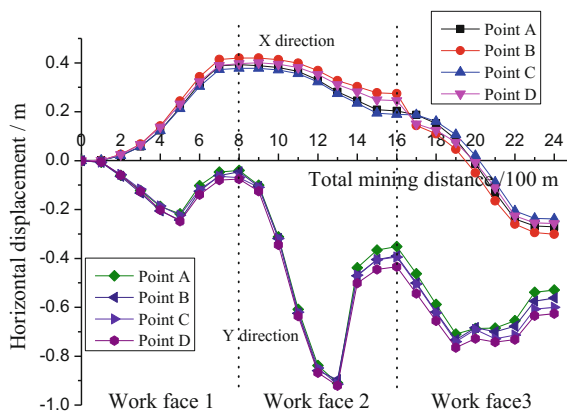 X direction
Point A
Point B
Point C
Point D
Horizontal displacement / m
0.4
0.2
0.0
-0.2
-0.4
-0.6
-0.8
-1.0
0 2 4 6 8 10 12 14 16 18 20 22 24
Total mining distance /100 m
Point A
Point B
Point C
Point D
Y direction
Work face 1
Work face 2
Work face3